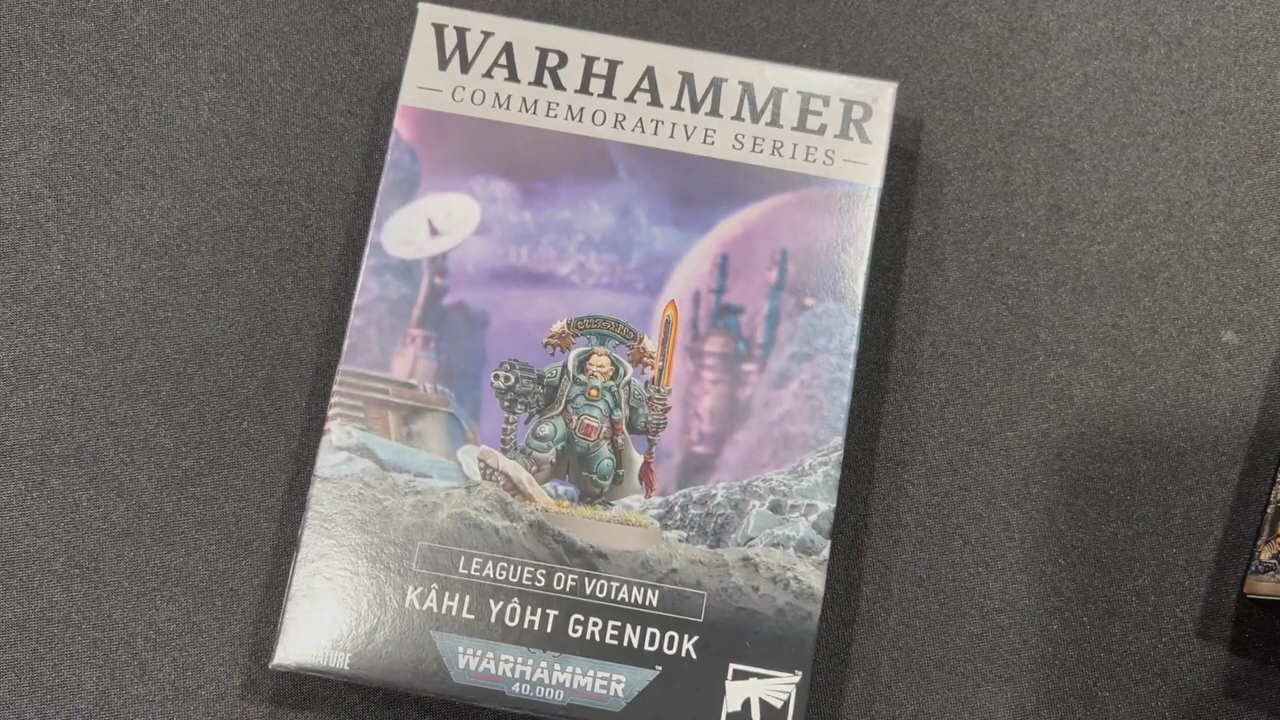 WARHAMMER
COMMEMORATIVE SERIES
LEAGUES OF VOTANN
KÂHL YÔHT GRENDOK
WARHAMMER
40,000